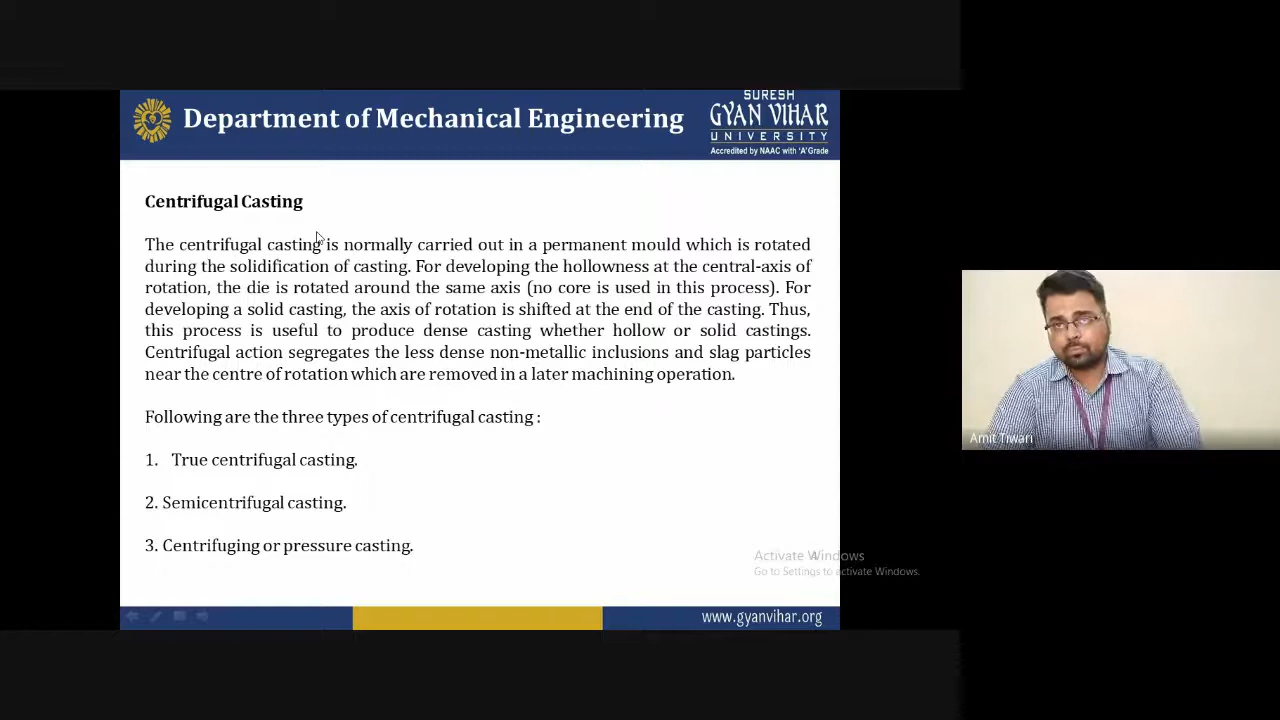 Department of Mechanical Engineering
SURESH
GYAN VIHAR
UNIVERSITY
Accredited by NAAC with 'A' Grade
Centrifugal Casting
The centrifugal casting is normally carried out in a permanent mould which is rotated
during the solidification of casting. For developing the hollowness at the central-axis of
rotation, the die is rotated around the same axis (no core is used in this process). For
developing a solid casting, the axis of rotation is shifted at the end of the casting. Thus,
this process is useful to produce dense casting whether hollow or solid castings.
Centrifugal action segregates the less dense non-metallic inclusions and slag particles
near the centre of rotation which are removed in a later machining operation.
Following are the three types of centrifugal casting :
1. True centrifugal casting.
2. Semicentrifugal casting.
3. Centrifuging or pressure casting.
Amit Tiwari
Activate Windows
4
Go to Settings to activate Windows.
www.gyanvihar.org